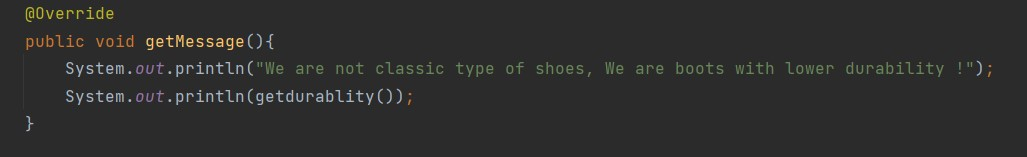 @Override
public void getMessage(){
System.out.println("We are not classic type of shoes, We are boots with lower durability !");
System.out.println(getdurablity());
}